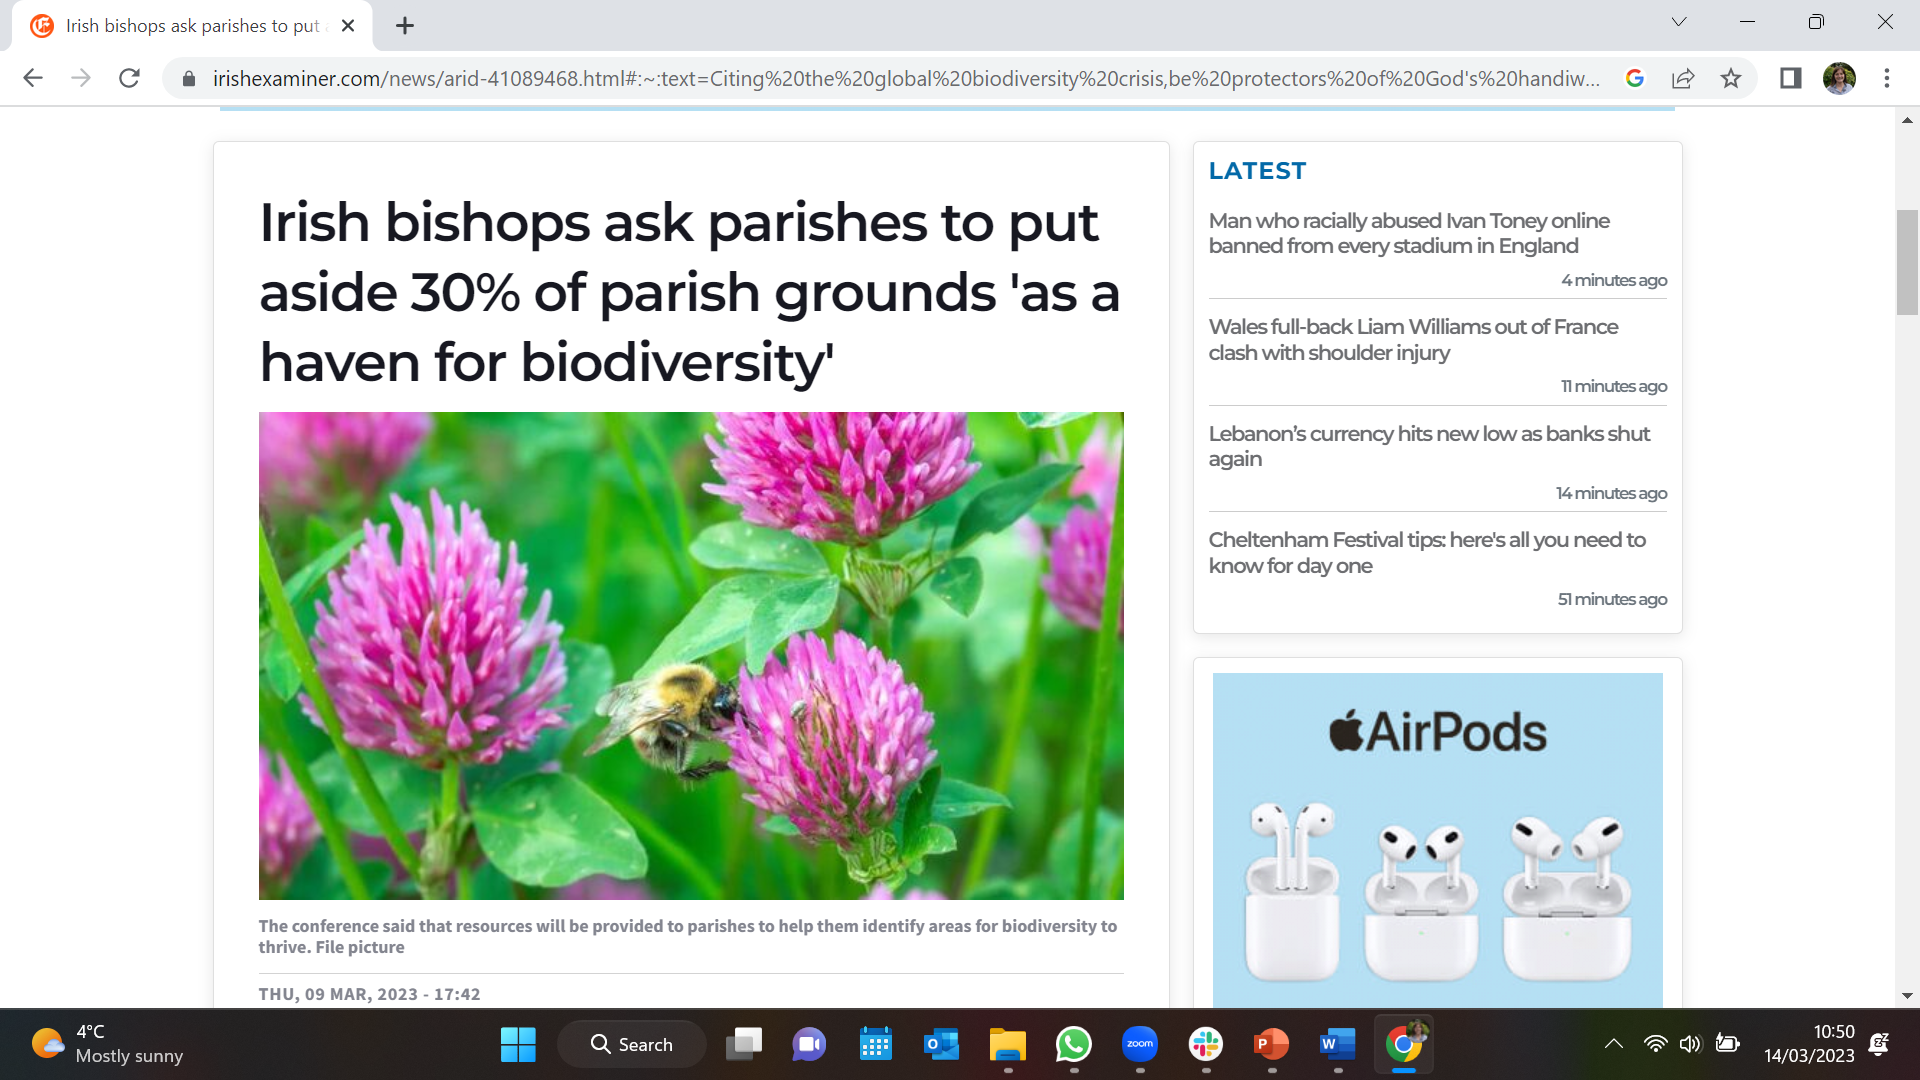 Irish bishops ask parishes to put
irishexaminer.com/news/arid-41089468.html#:~:text=Citing%20the%20global%20biodiversity%20crisis,be%20protectors%20of%20God's%20handiw...
Irish bishops ask parishes to put
aside 30% of parish grounds 'as a
haven for biodiversity'
The conference said that resources will be provided to parishes to help them identify areas for biodiversity to
thrive. File picture
THU, 09 MAR, 2023 - 17:42
LATEST
Man who racially abused Ivan Toney online
banned from every stadium in England
4 minutes ago
Wales full-back Liam Williams out of France
clash with shoulder injury
11 minutes ago
Lebanon’s currency hits new low as banks shut
again
14 minutes ago
Cheltenham Festival tips: here's all you need to
know for day one
51 minutes ago
AirPods
4°C
Mostly sunny
Search
zoom
10:50
14/03/2023